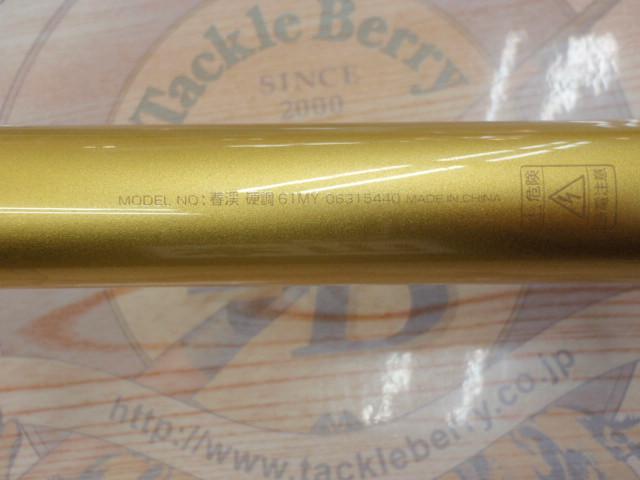 Tackle Berry
SINCE
2000
MODEL NO: 春渓 硬調 61MY 06315440 MADE IN CHINA
危険
感電注意
http://www.tackleberry.co.jp